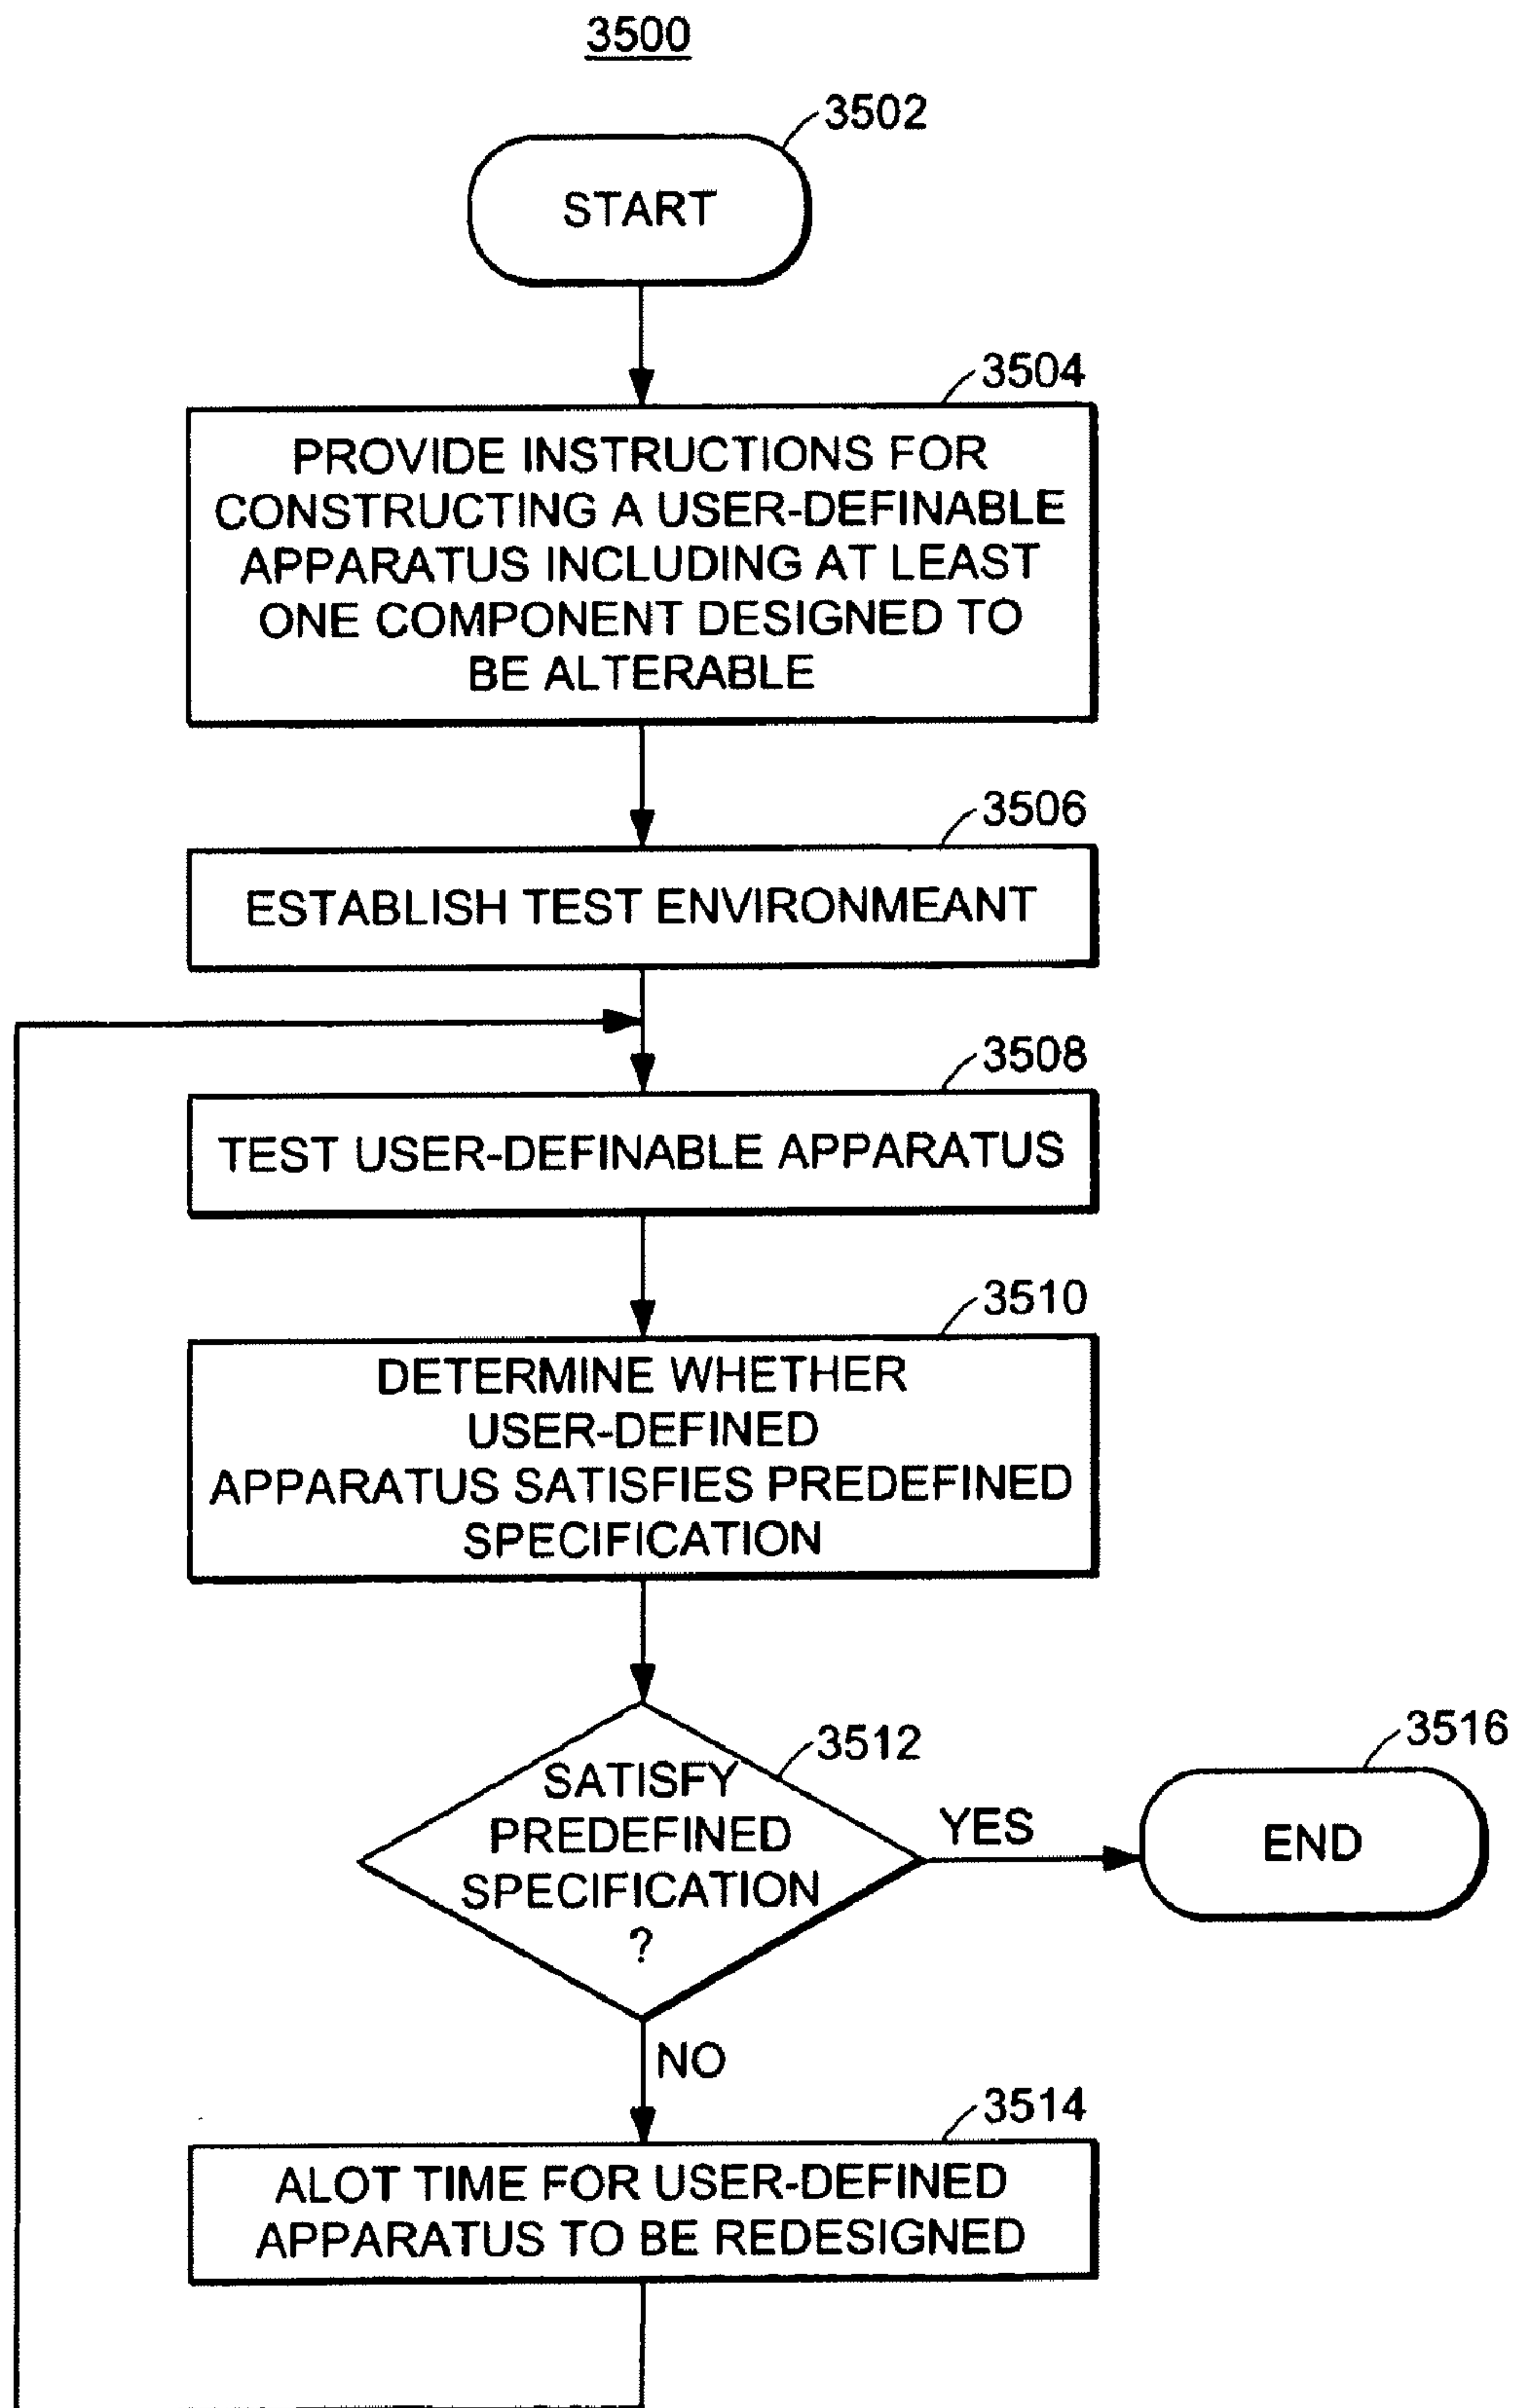 3500
3502
START
3504
PROVIDE INSTRUCTIONS FOR
CONSTRUCTING A USER-DEFINABLE
APPARATUS INCLUDING AT LEAST
ONE COMPONENT DESIGNED TO
BE ALTERABLE
3506
ESTABLISH TEST ENVIRONMEANT
3508
TEST USER-DEFINABLE APPARATUS
3510
DETERMINE WHETHER
USER-DEFINED
APPARATUS SATISFIES PREDEFINED
SPECIFICATION
3512
SATISFY
PREDEFINED
SPECIFICATION
?
YES
3516
END
NO
3514
ALOT TIME FOR USER-DEFINED
APPARATUS TO BE REDESIGNED